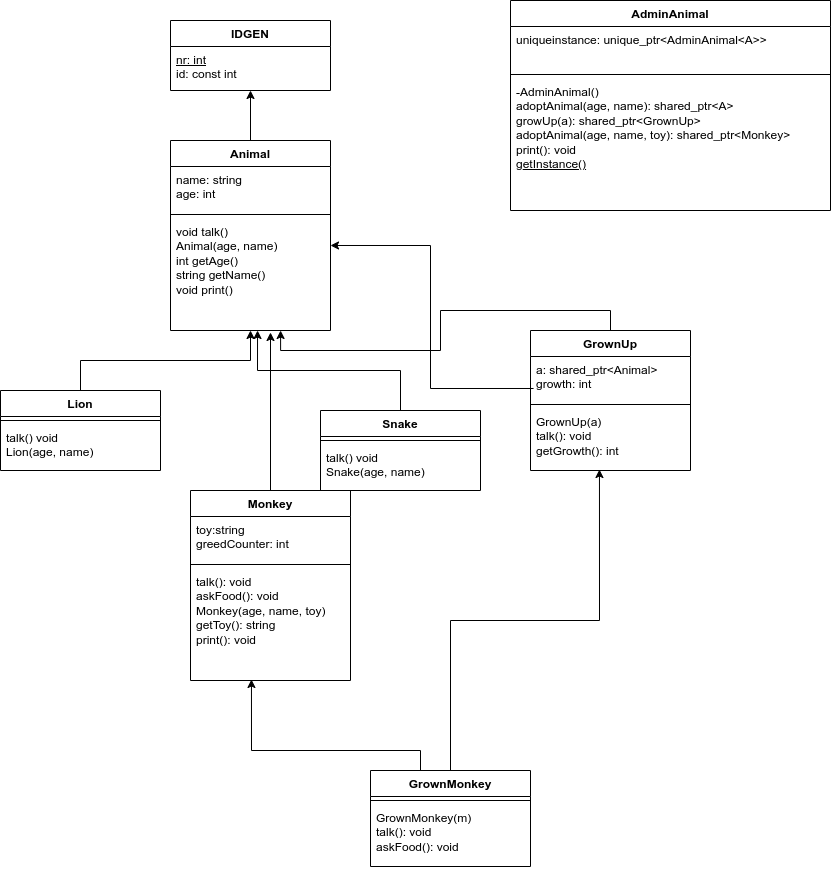 IDGEN
nr: int
id: const int
AdminAnimal
uniqueinstance: unique_ptr<AdminAnimal<A>>
-AdminAnimal()
adoptAnimal(age, name): shared_ptr<A>
growUp(a): shared_ptr<GrownUp>
adoptAnimal(age, name, toy): shared_ptr<Monkey>
print(): void
getInstance()
Animal
name: string
age: int
void talk()
Animal(age, name)
int getAge()
string getName()
void print()
GrownUp
a: shared_ptr<Animal>
growth: int
GrownUp(a)
talk(): void
getGrowth(): int
Lion
talk() void
Lion(age, name)
Snake
talk() void
Snake(age, name)
Monkey
toy:string
greedCounter: int
talk(): void
askFood(): void
Monkey(age, name, toy)
getToy(): string
print(): void
GrownMonkey
GrownMonkey(m)
talk(): void
askFood(): void